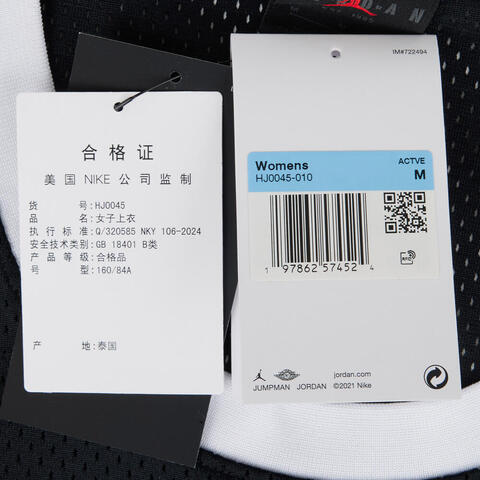 合格证
美国 NIKE 公司监制
货 号: HJ0045
品 名: 女子上衣
执行标准: Q/320585 NKY 106-2024
安全技术类别: GB 18401 B类
产品等级: 合格品
号 型: 160/84A
产 地: 泰国
IM#722494
Womens
HJ0045-010
ACTVE
M
1 97862 57452 4
RFID
JUMPMAN JORDAN
jordan.com
©2021 Nike